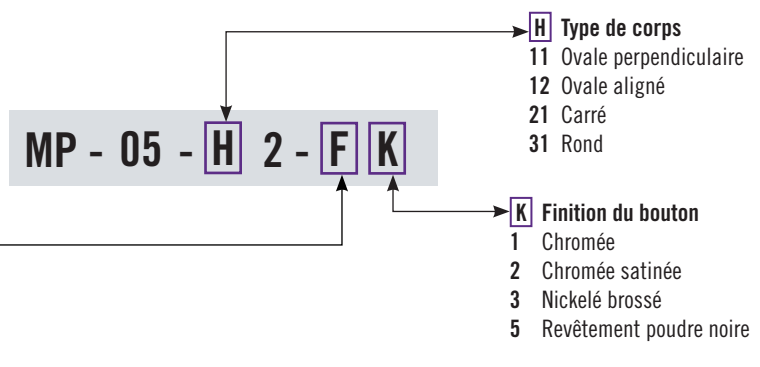 H Type de corps
11 Ovale perpendiculaire
12 Ovale aligné
21 Carré
31 Rond
MP - 05 - H 2 - F K
K Finition du bouton
1 Chromée
2 Chromée satinée
3 Nickelé brossé
5 Revêtement poudre noire